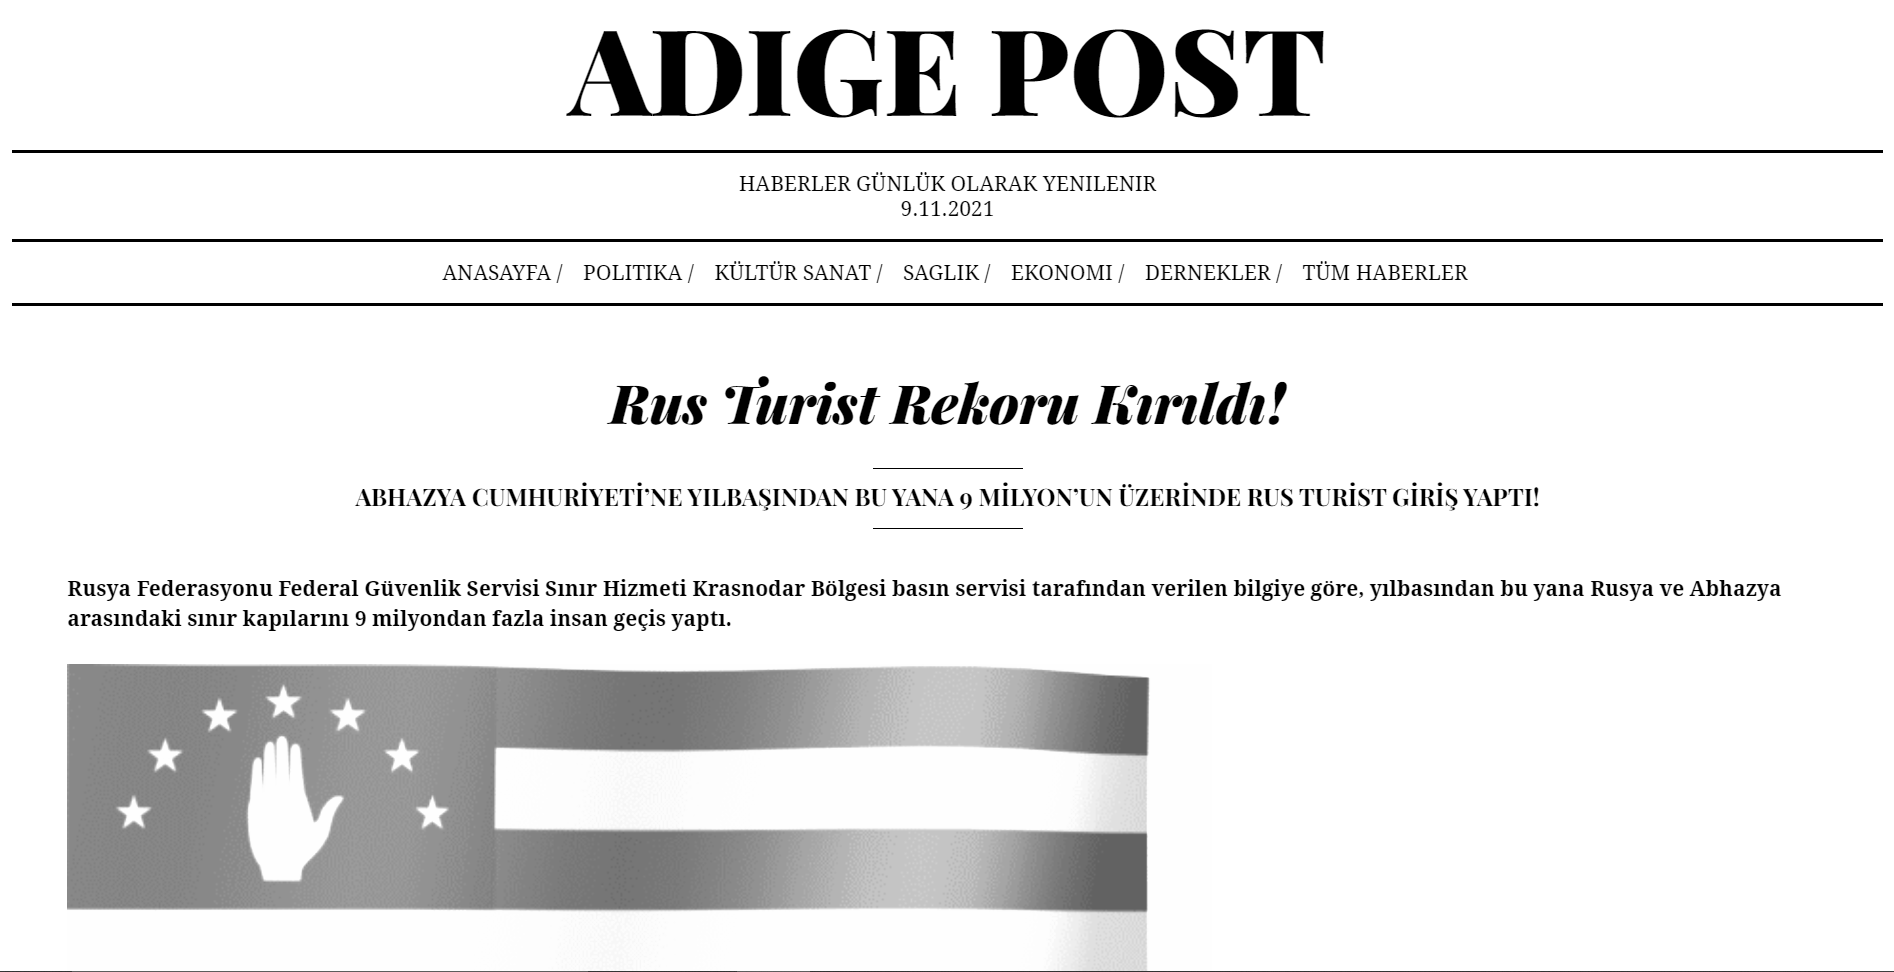 ADIGE POST
HABERLER GÜNLÜK OLARAK YENILENIR
9.11.2021
ANASAYFA / POLITIKA / KÜLTÜR SANAT / SAGLIK / EKONOMI / DERNEKLER / TÜM HABERLER
Rus Turist Rekoru Kırıldı!
ABHAZYA CUMHURİYETİ’NE YILBAŞINDAN BU YANA 9 MİLYON’UN ÜZERİNDE RUS TURİST GİRİŞ YAPTI!
Rusya Federasyonu Federal Güvenlik Servisi Sınır Hizmeti Krasnodar Bölgesi basın servisi tarafından verilen bilgiye göre, yılbasından bu yana Rusya ve Abhazya
arasındaki sınır kapılarını 9 milyondan fazla insan geçis yaptı.